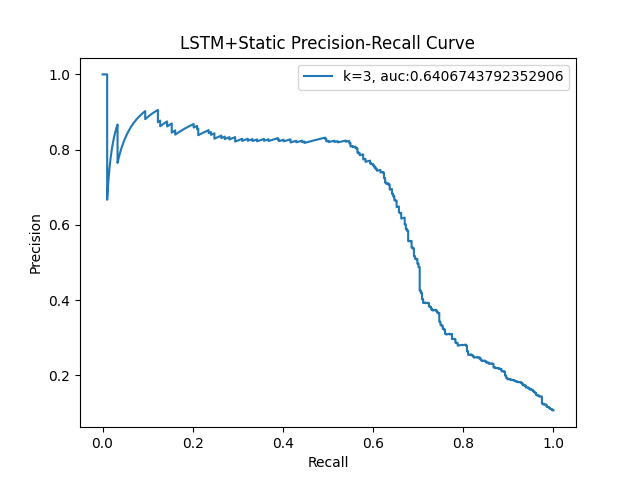 LSTM+Static Precision-Recall Curve
k=3, auc:0.6406743792352906
1.0
0.8
0.6
0.4
0.2
Precision
0.0 0.2 0.4 0.6 0.8 1.0
Recall